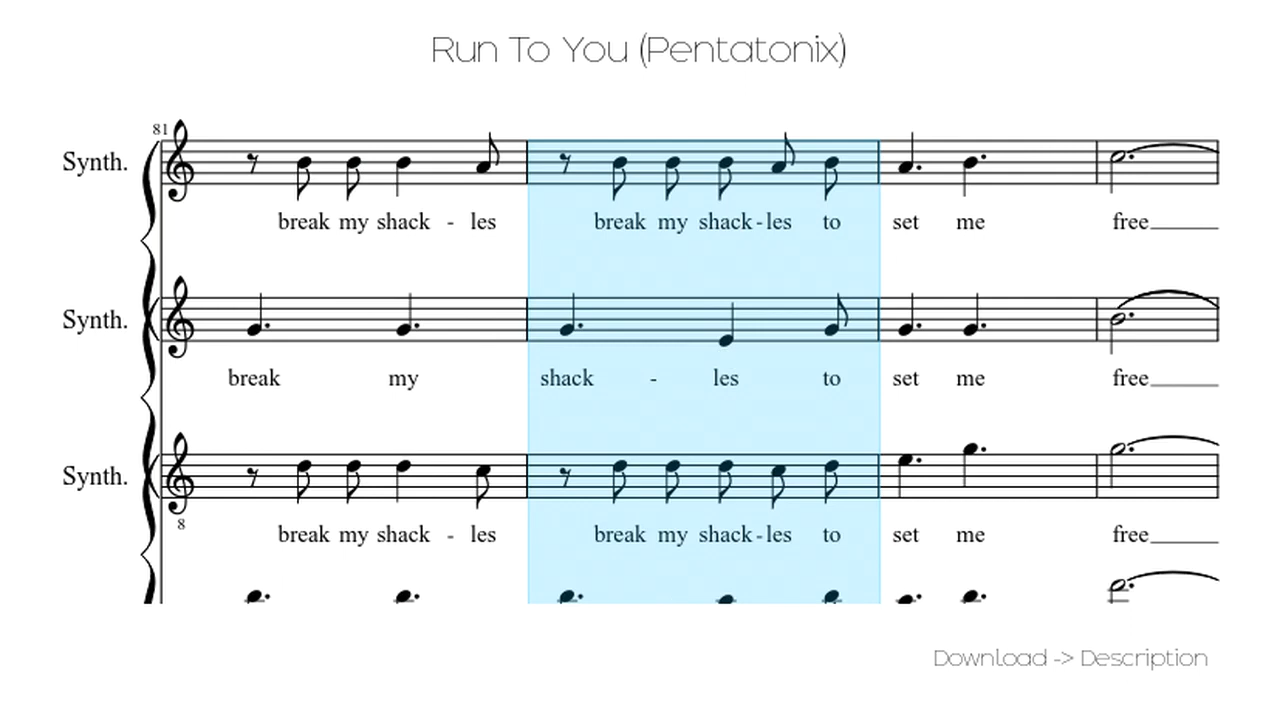 Run To You (Pentatonix)
81
Synth.
break my shack - les break my shack - les to set me free
Synth.
break my shack - les to set me free
Synth.
8
break my shack - les break my shack - les to set me free
Download -> Description